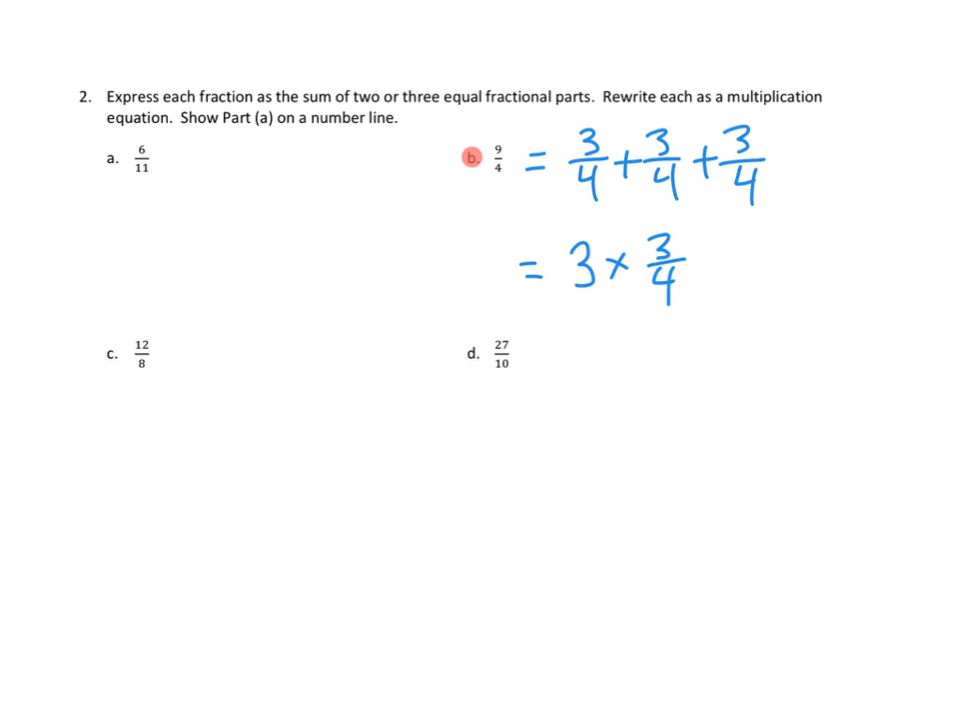 2. Express each fraction as the sum of two or three equal fractional parts. Rewrite each as a multiplication
equation. Show Part (a) on a number line.
a. 6/11
b. 9/4 = 3/4 + 3/4 + 3/4
= 3 × 3/4
c. 12/8
d. 27/10